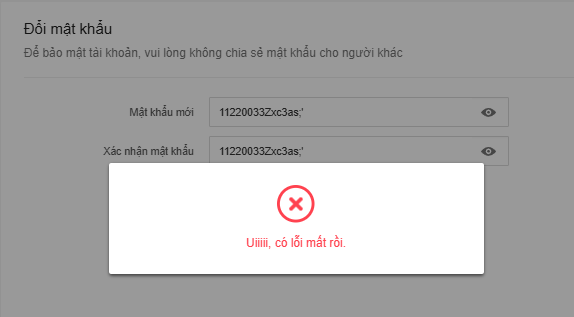 Đổi mật khẩu
Để bảo mật tài khoản, vui lòng không chia sẻ mật khẩu cho người khác
Mật khẩu mới 11220033Zxc3as;'
Xác nhận mật khẩu 11220033Zxc3as;'
Uiiiii, có lỗi mất rồi.